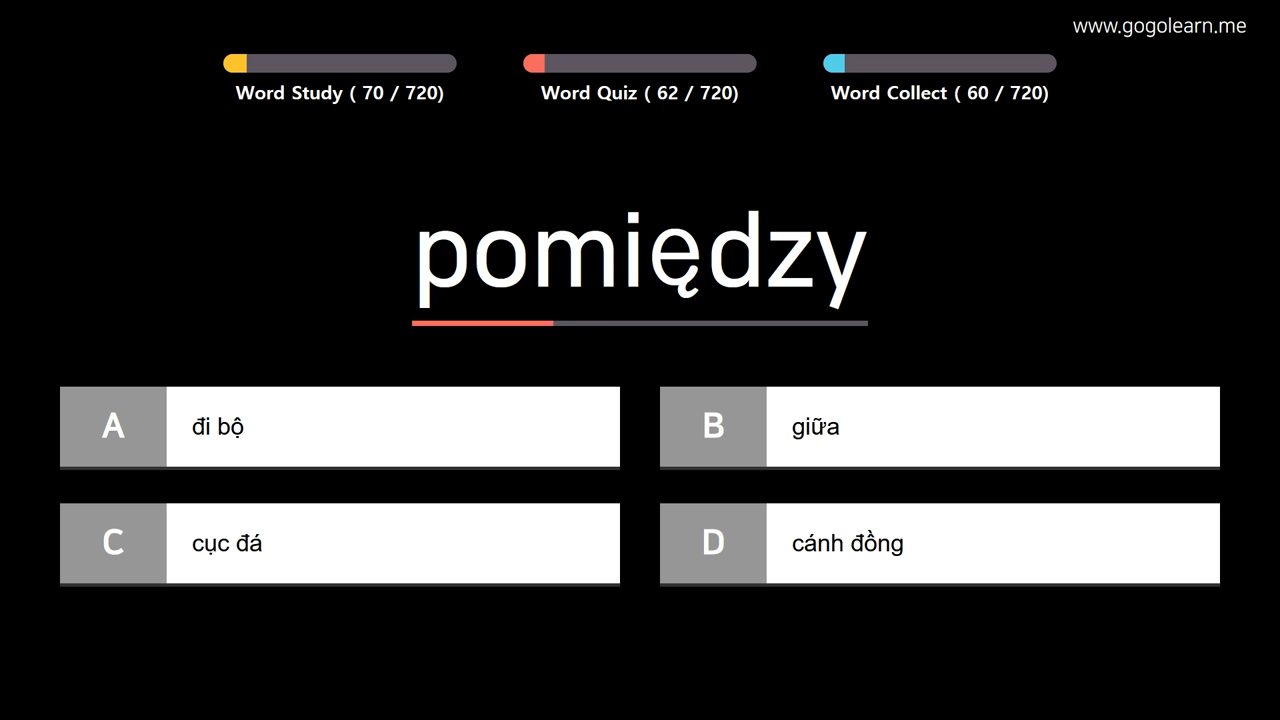 www.gogolearn.me
Word Study ( 70 / 720)
Word Quiz ( 62 / 720)
Word Collect ( 60 / 720)
pomiędzy
A đi bộ
B giữa
C cục đá
D cánh đồng